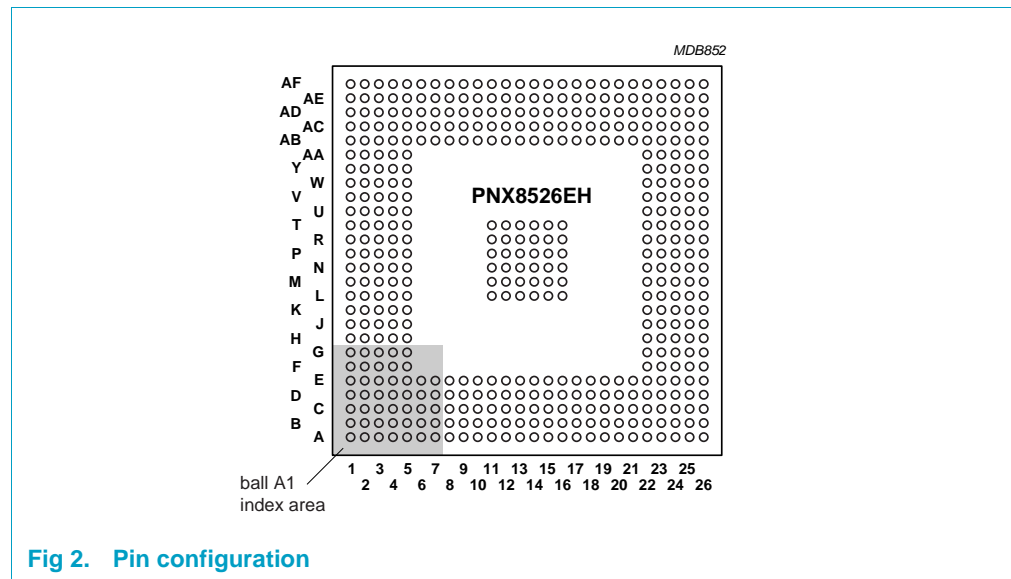 MDB852
AF
AE
AD
AC
AB
AA
Y
W
V
U
T
R
P
N
M
L
K
J
H
G
F
E
D
C
B
A
PNX8526EH
1 3 5 7 9 11 13 15 17 19 21 23 25
2 4 6 8 10 12 14 16 18 20 22 24 26
ball A1
index area
Fig 2. Pin configuration